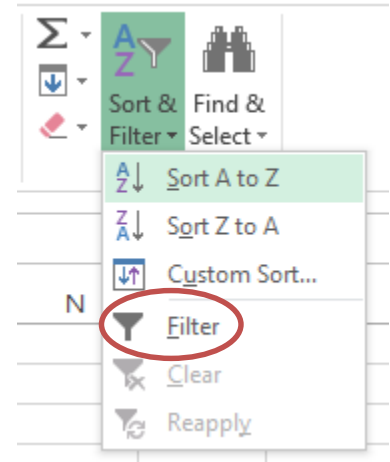 Σ
A
Z
Sort & Find &
Filter Select
A
Z
Sort A to Z
Z
A
Sort Z to A
Custom Sort...
N
Filter
Clear
Reapply